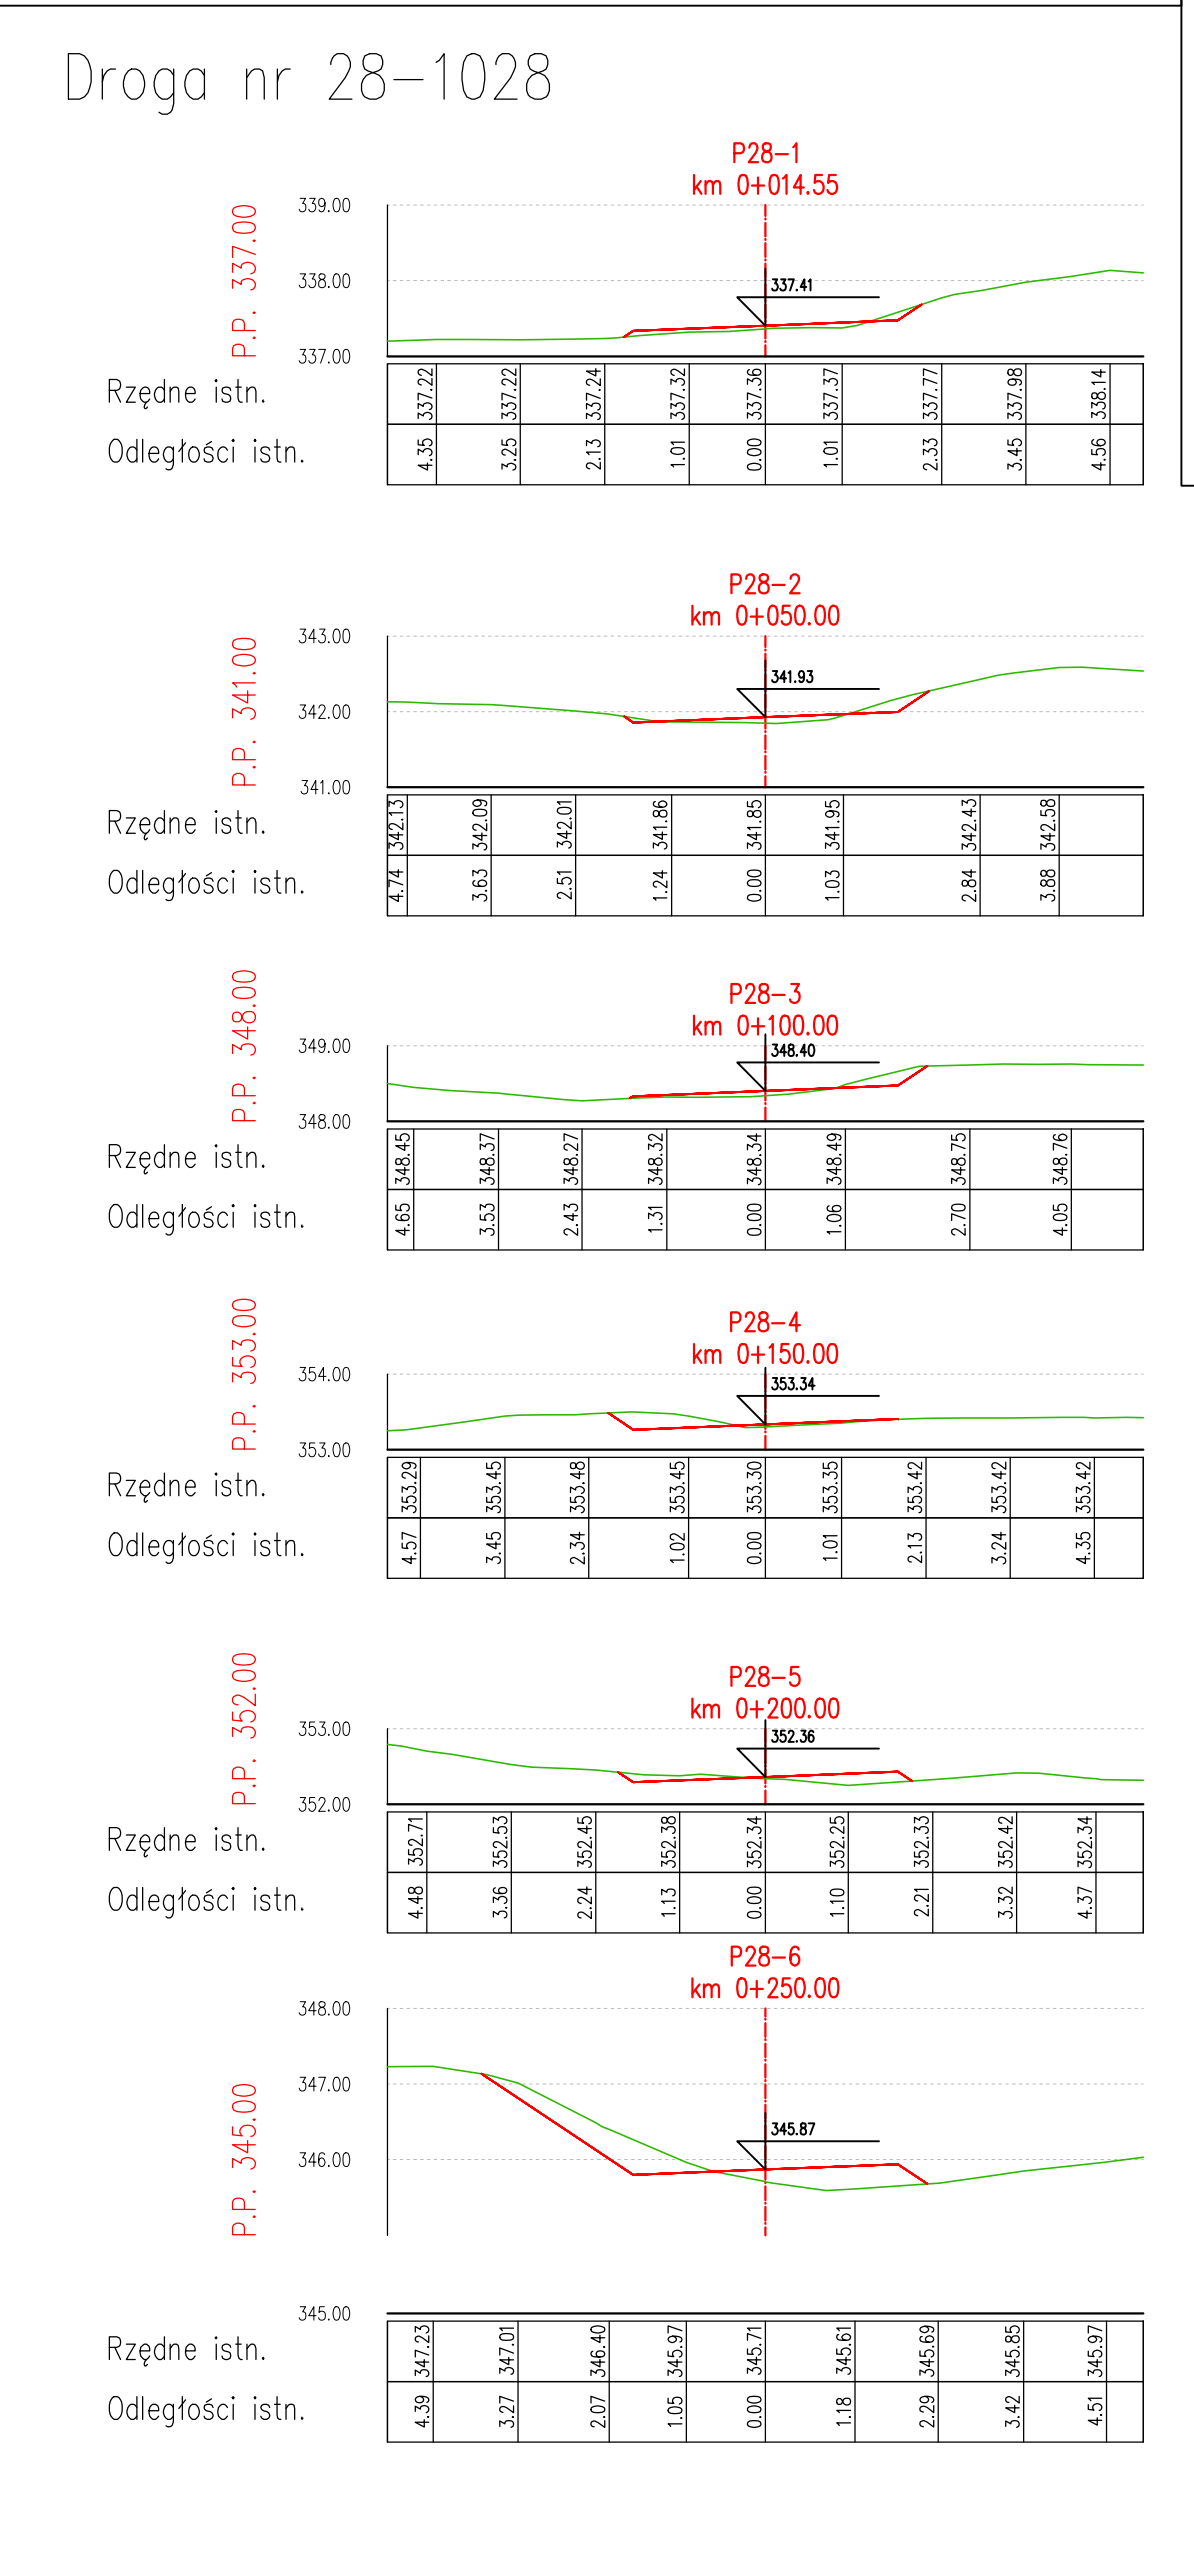 Droga nr 28-1028
P28-1
km 0+014.55
P.P. 337.00
339.00
338.00
337.41
337.00
Rzędne istn.
337.22 337.22 337.24 337.32 337.36 337.37 337.77 337.98 338.14
Odległości istn.
4.35 3.25 2.13 1.01 0.00 1.01 2.33 3.45 4.56
P28-2
km 0+050.00
P.P. 341.00
343.00
341.93
342.00
341.00
Rzędne istn.
342.13 342.09 342.01 341.86 341.85 341.95 342.43 342.58
Odległości istn.
4.74 3.63 2.51 1.24 0.00 1.03 2.84 3.88
P28-3
km 0+100.00
P.P. 348.00
349.00
348.40
348.00
Rzędne istn.
348.45 348.37 348.27 348.32 348.34 348.49 348.75 348.76
Odległości istn.
4.65 3.53 2.43 1.31 0.00 1.06 2.70 4.05
P28-4
km 0+150.00
P.P. 353.00
354.00
353.34
353.00
Rzędne istn.
353.29 353.45 353.48 353.45 353.30 353.35 353.42 353.42 353.42
Odległości istn.
4.57 3.45 2.34 1.02 0.00 1.01 2.13 3.24 4.35
P28-5
km 0+200.00
P.P. 352.00
353.00
352.36
352.00
Rzędne istn.
352.71 352.53 352.45 352.38 352.34 352.25 352.33 352.42 352.34
Odległości istn.
4.48 3.36 2.24 1.13 0.00 1.10 2.21 3.32 4.37
P28-6
km 0+250.00
P.P. 345.00
348.00
347.00
345.87
346.00
345.00
Rzędne istn.
347.23 347.01 346.40 345.97 345.71 345.61 345.69 345.85 345.97
Odległości istn.
4.39 3.27 2.07 1.05 0.00 1.18 2.29 3.42 4.51